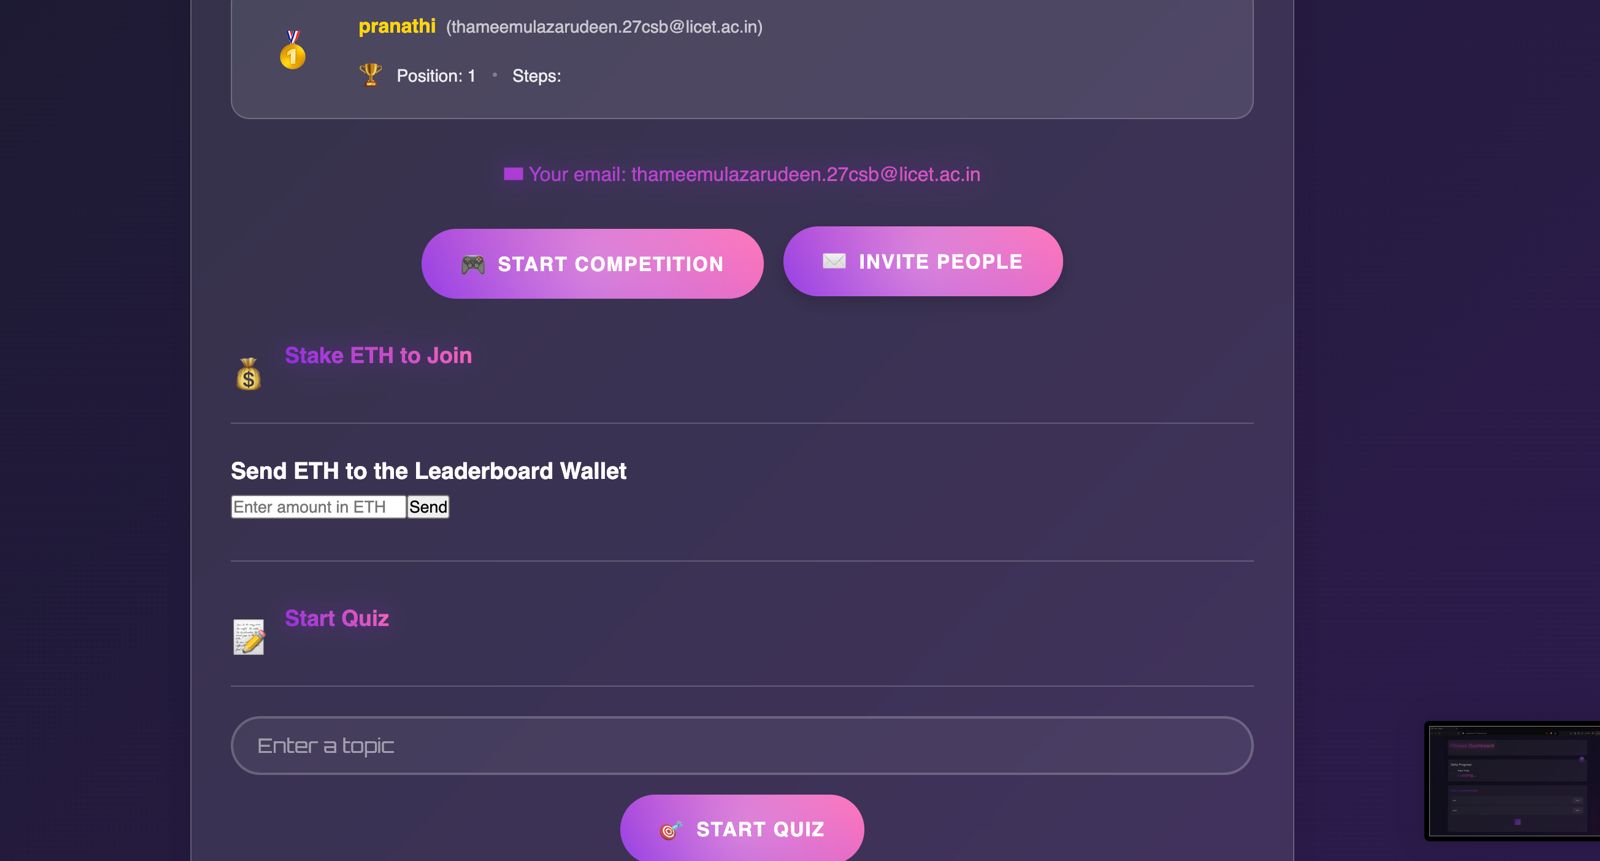 pranathi (thameemulazarudeen.27csb@licet.ac.in)
Position: 1 • Steps:
Your email: thameemulazarudeen.27csb@licet.ac.in
START COMPETITION
INVITE PEOPLE
Stake ETH to Join
Send ETH to the Leaderboard Wallet
Enter amount in ETH Send
Start Quiz
Enter a topic
START QUIZ
Fitness Dashboard